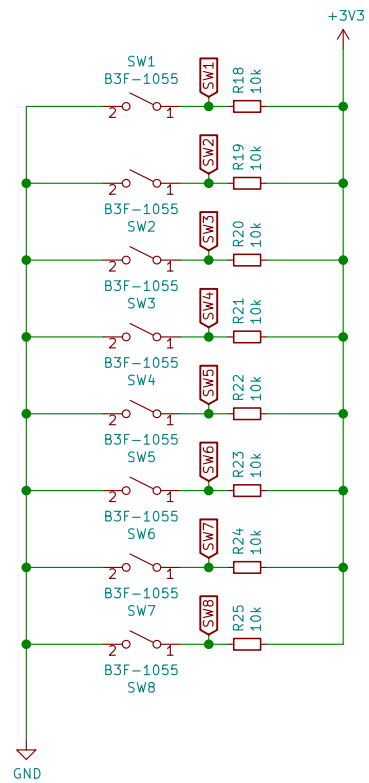 +3V3
SW1
B3F-1055
2
1
SW1
R18
10k
2
1
SW2
R19
10k
B3F-1055
SW2
2
1
SW3
R20
10k
B3F-1055
SW3
2
1
SW4
R21
10k
B3F-1055
SW4
2
1
SW5
R22
10k
B3F-1055
SW5
2
1
SW6
R23
10k
B3F-1055
SW6
2
1
SW7
R24
10k
B3F-1055
SW7
2
1
SW8
R25
10k
B3F-1055
SW8
GND